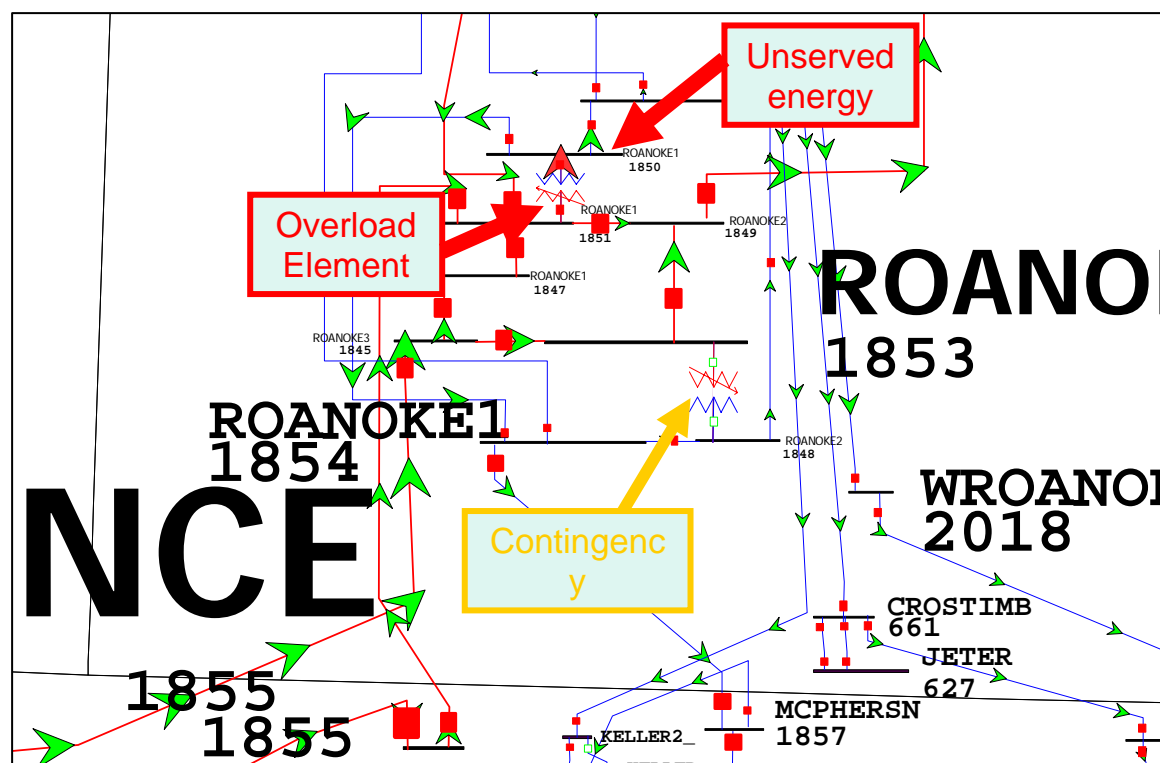 Unserved
energy
ROANOKE1
1850
Overload
Element
ROANOKE1
1851
ROANOKE2
1849
ROANOKE1
1847
ROANOKE3
1845
ROANO
1853
ROANOKE1
1854
ROANOKE2
1848
NCE
WROANO
2018
Contingenc
y
CROSTIMB
661
JETER
627
1855
1855
MCPHERSN
1857
KELLER2_